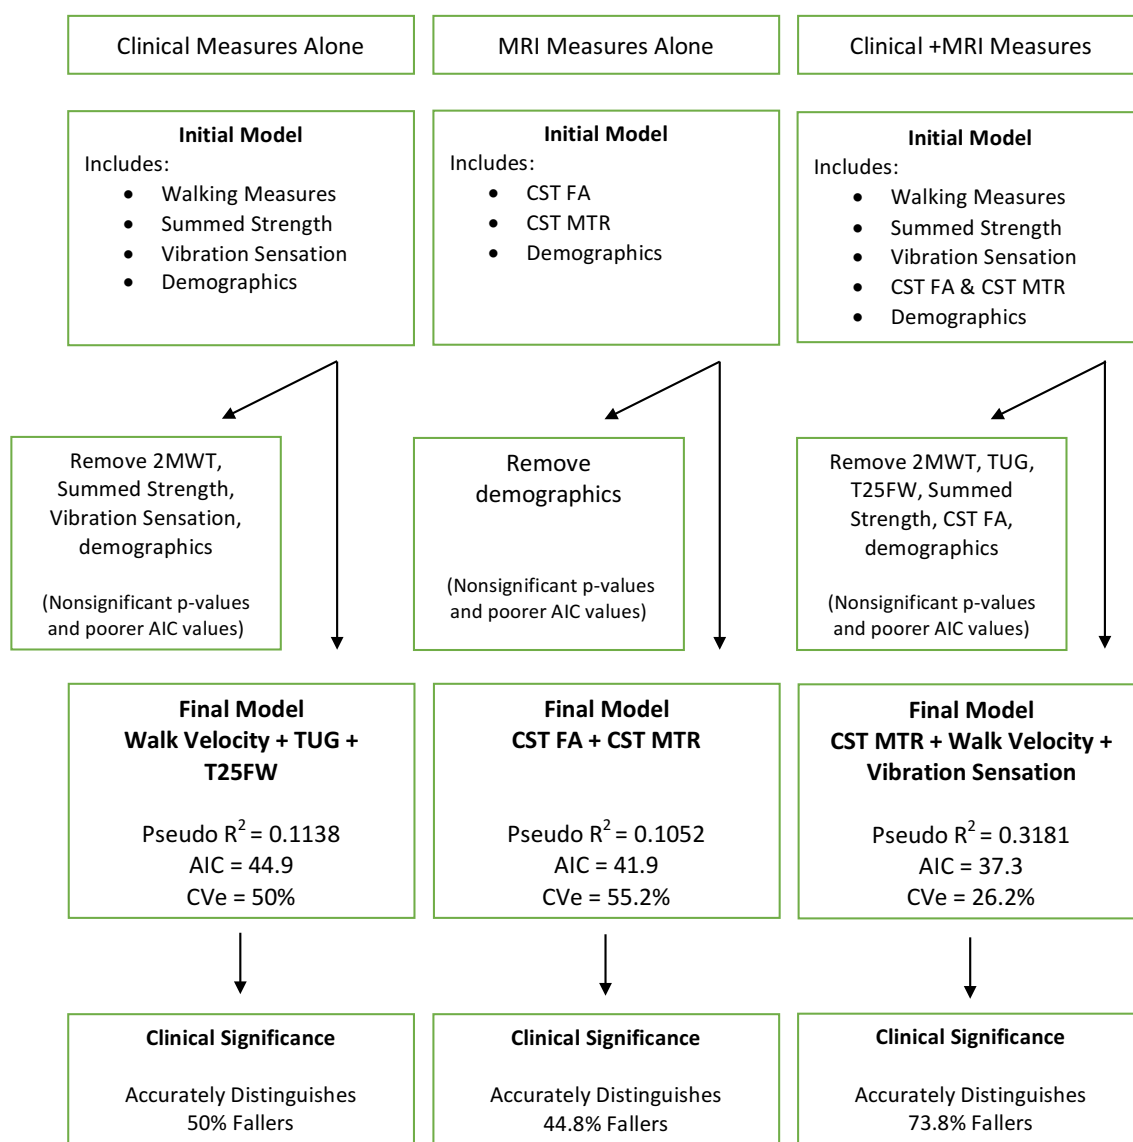 Clinical Measures Alone
MRI Measures Alone
Clinical +MRI Measures
Initial Model
Includes:
• Walking Measures
• Summed Strength
• Vibration Sensation
• Demographics
Initial Model
Includes:
• CST FA
• CST MTR
• Demographics
Initial Model
Includes:
• Walking Measures
• Summed Strength
• Vibration Sensation
• CST FA & CST MTR
• Demographics
Remove 2MWT,
Summed Strength,
Vibration Sensation,
demographics
(Nonsignificant p-values
and poorer AIC values)
Remove
demographics
(Nonsignificant p-values
and poorer AIC values)
Remove 2MWT, TUG,
T25FW, Summed
Strength, CST FA,
demographics
(Nonsignificant p-values
and poorer AIC values)
Final Model
Walk Velocity + TUG +
T25FW
Pseudo R² = 0.1138
AIC = 44.9
CVe = 50%
Final Model
CST FA + CST MTR
Pseudo R² = 0.1052
AIC = 41.9
CVe = 55.2%
Final Model
CST MTR + Walk Velocity +
Vibration Sensation
Pseudo R² = 0.3181
AIC = 37.3
CVe = 26.2%
Clinical Significance
Accurately Distinguishes
50% Fallers
Clinical Significance
Accurately Distinguishes
44.8% Fallers
Clinical Significance
Accurately Distinguishes
73.8% Fallers